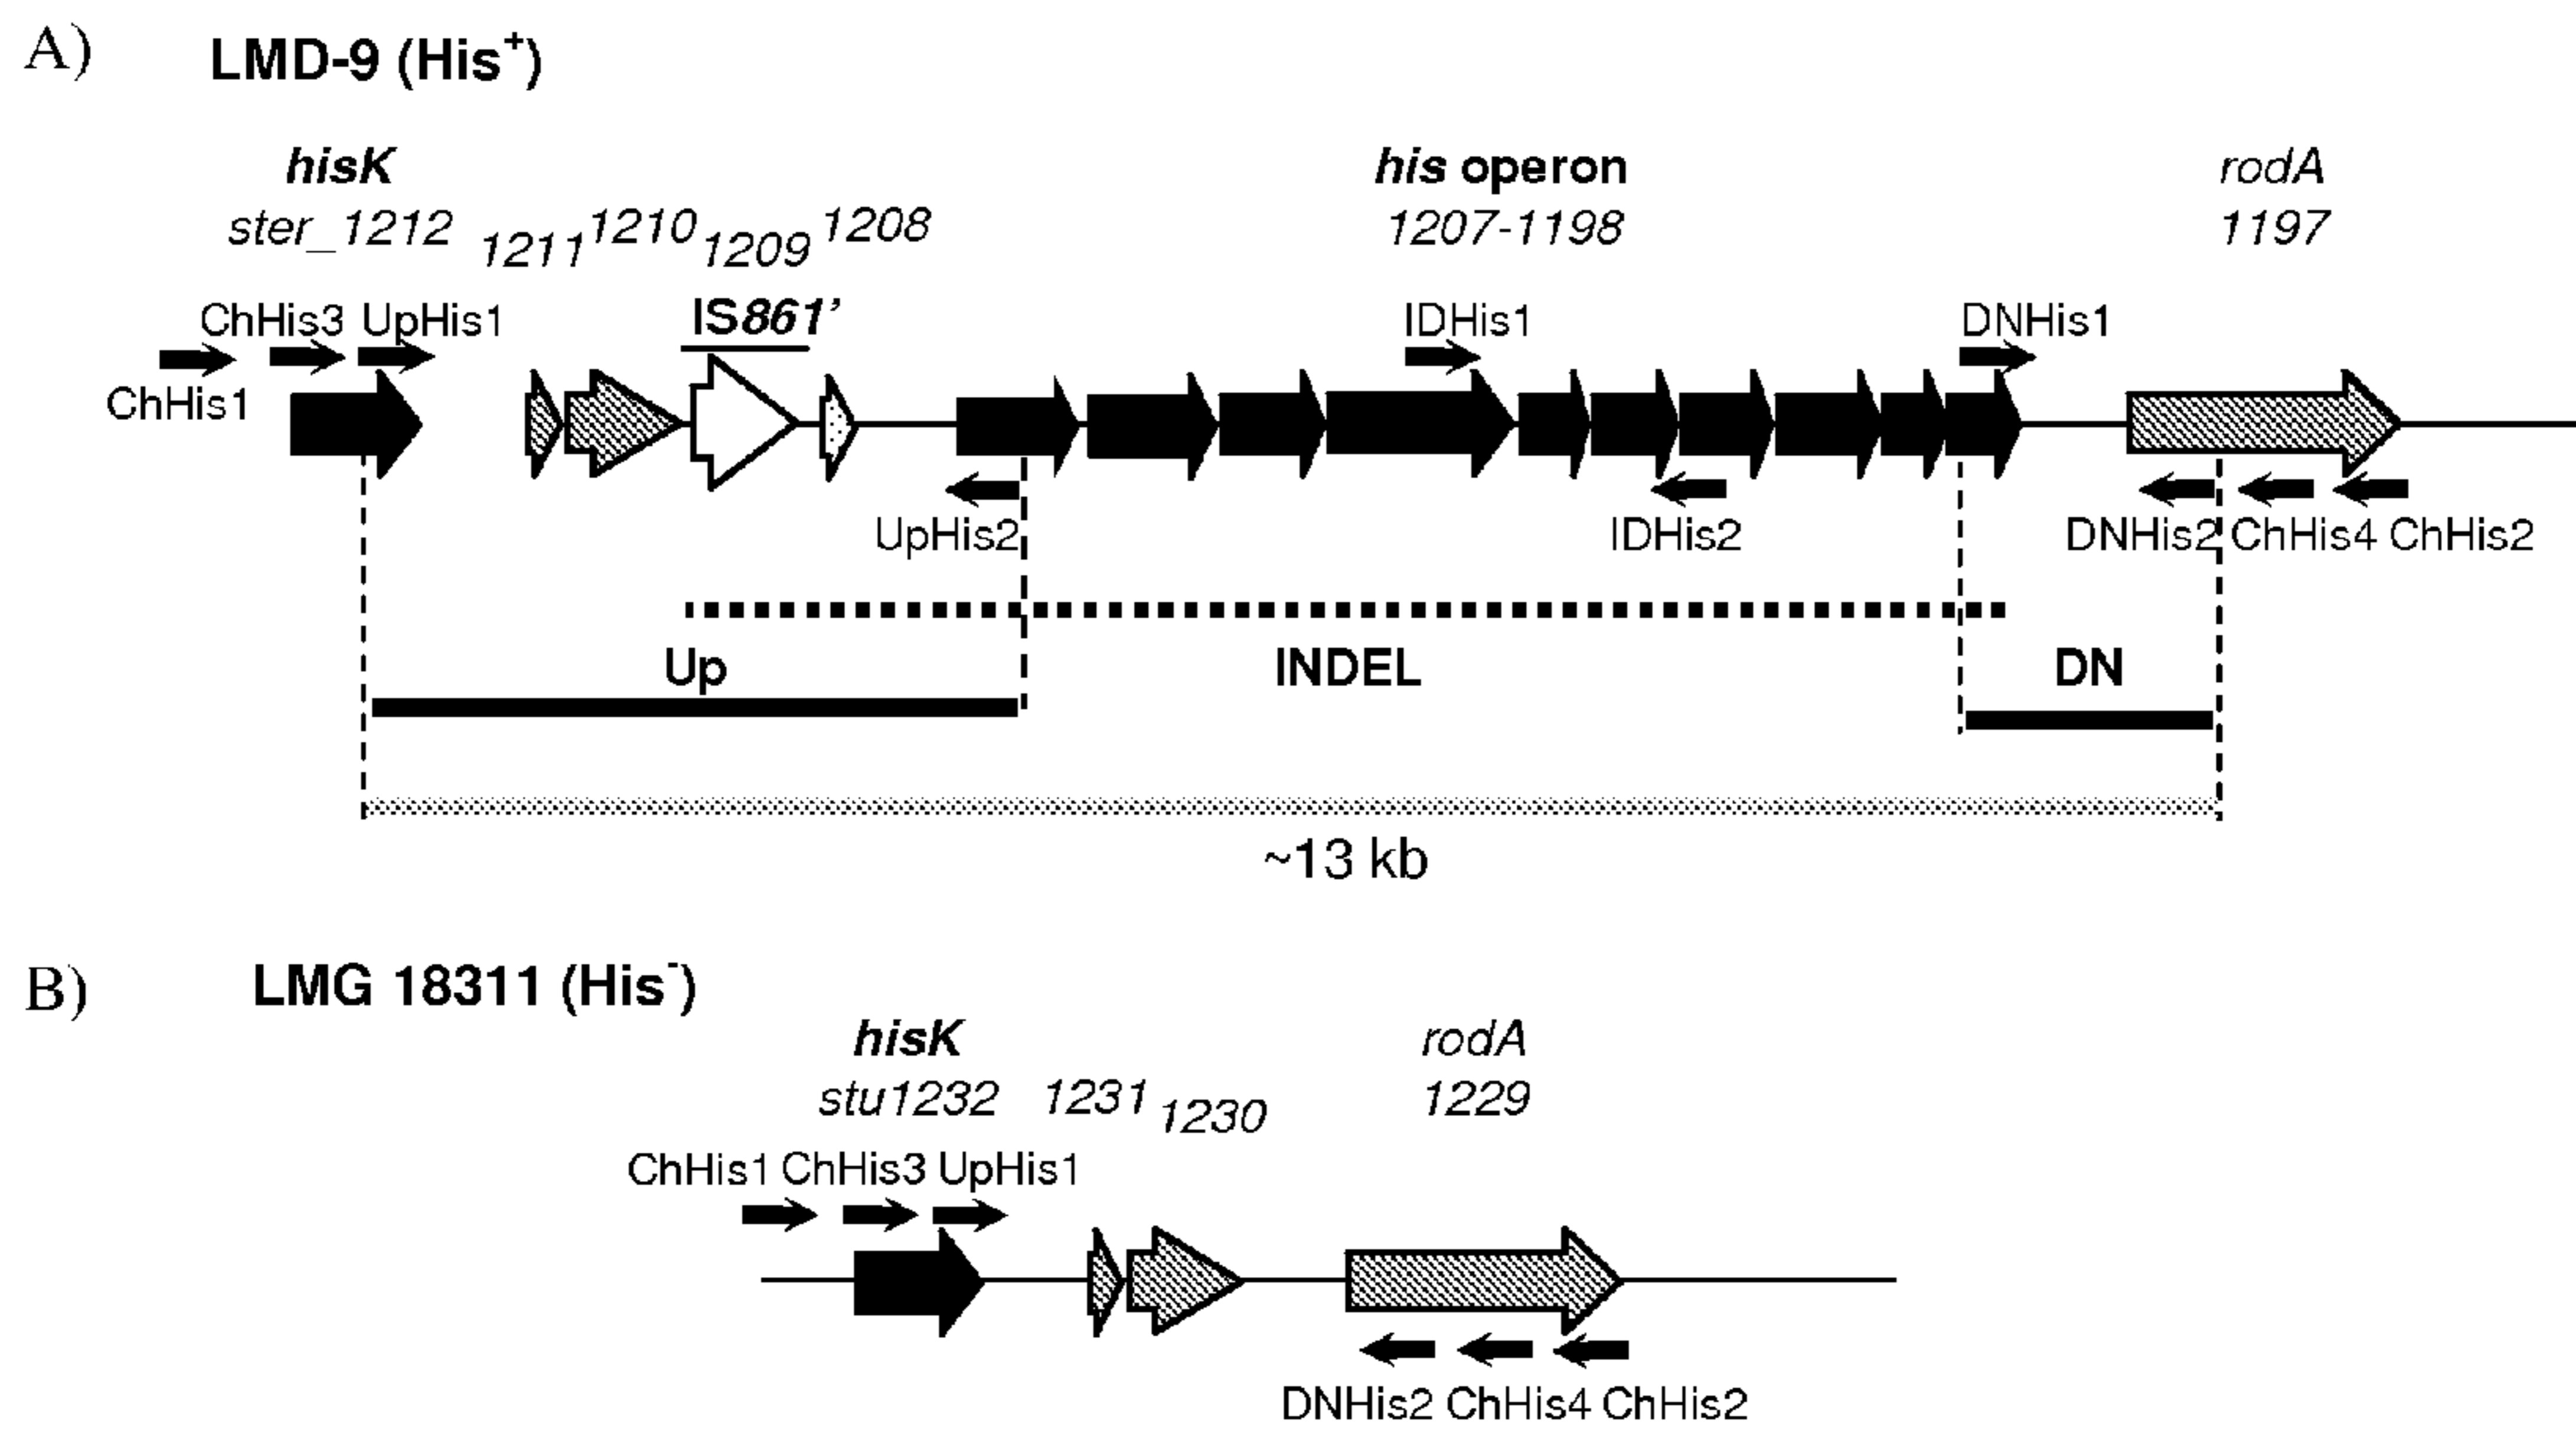 A) LMD-9 (His+)
hisK his operon rodA
ster_1212 1211 1210 1209 1208 1207-1198 1197
ChHis3 UpHis1 IS861’ IDHis1 DNHis1
ChHis1
UpHis2 IDHis2 DNHis2 ChHis4 ChHis2
Up INDEL DN
~13 kb
B) LMG 18311 (His-)
hisK rodA
stu1232 1231 1230 1229
ChHis1 ChHis3 UpHis1
DNHis2 ChHis4 ChHis2